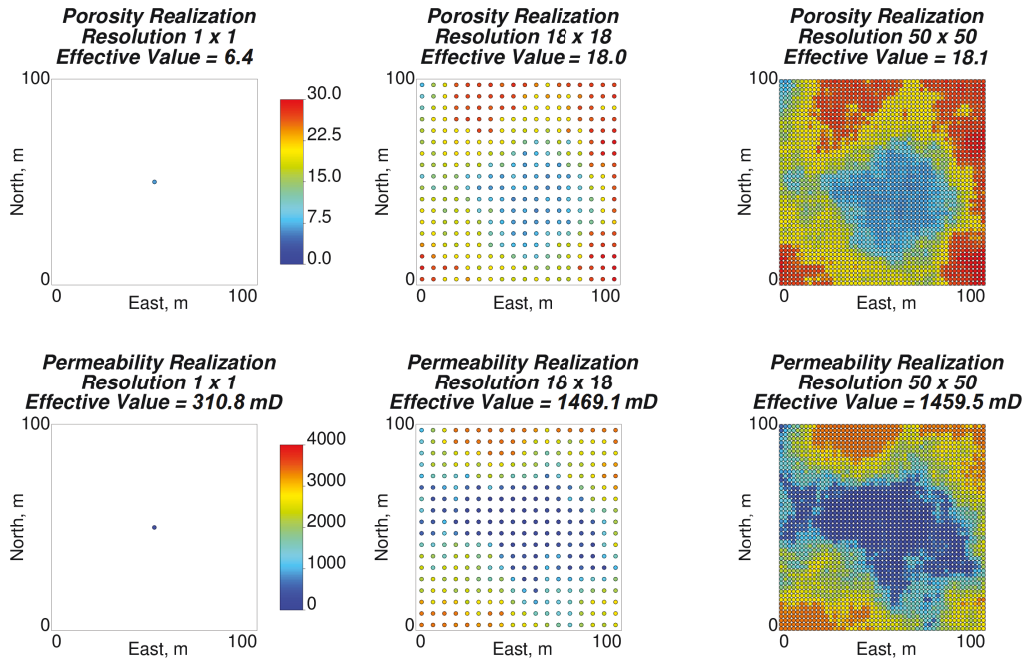 Porosity Realization
Resolution 1 x 1
Effective Value = 6.4
100
North, m
0
0
100
East, m
30.0
22.5
15.0
7.5
0.0
Porosity Realization
Resolution 18 x 18
Effective Value = 18.0
100
North, m
0
0
100
East, m
Porosity Realization
Resolution 50 x 50
Effective Value = 18.1
100
North, m
0
0
100
East, m
Permeability Realization
Resolution 1 x 1
Effective Value = 310.8 mD
100
North, m
0
0
100
East, m
4000
3000
2000
1000
0
Permeability Realization
Resolution 18 x 18
Effective Value = 1469.1 mD
100
North, m
0
0
100
East, m
Permeability Realization
Resolution 50 x 50
Effective Value = 1459.5 mD
100
North, m
0
0
100
East, m